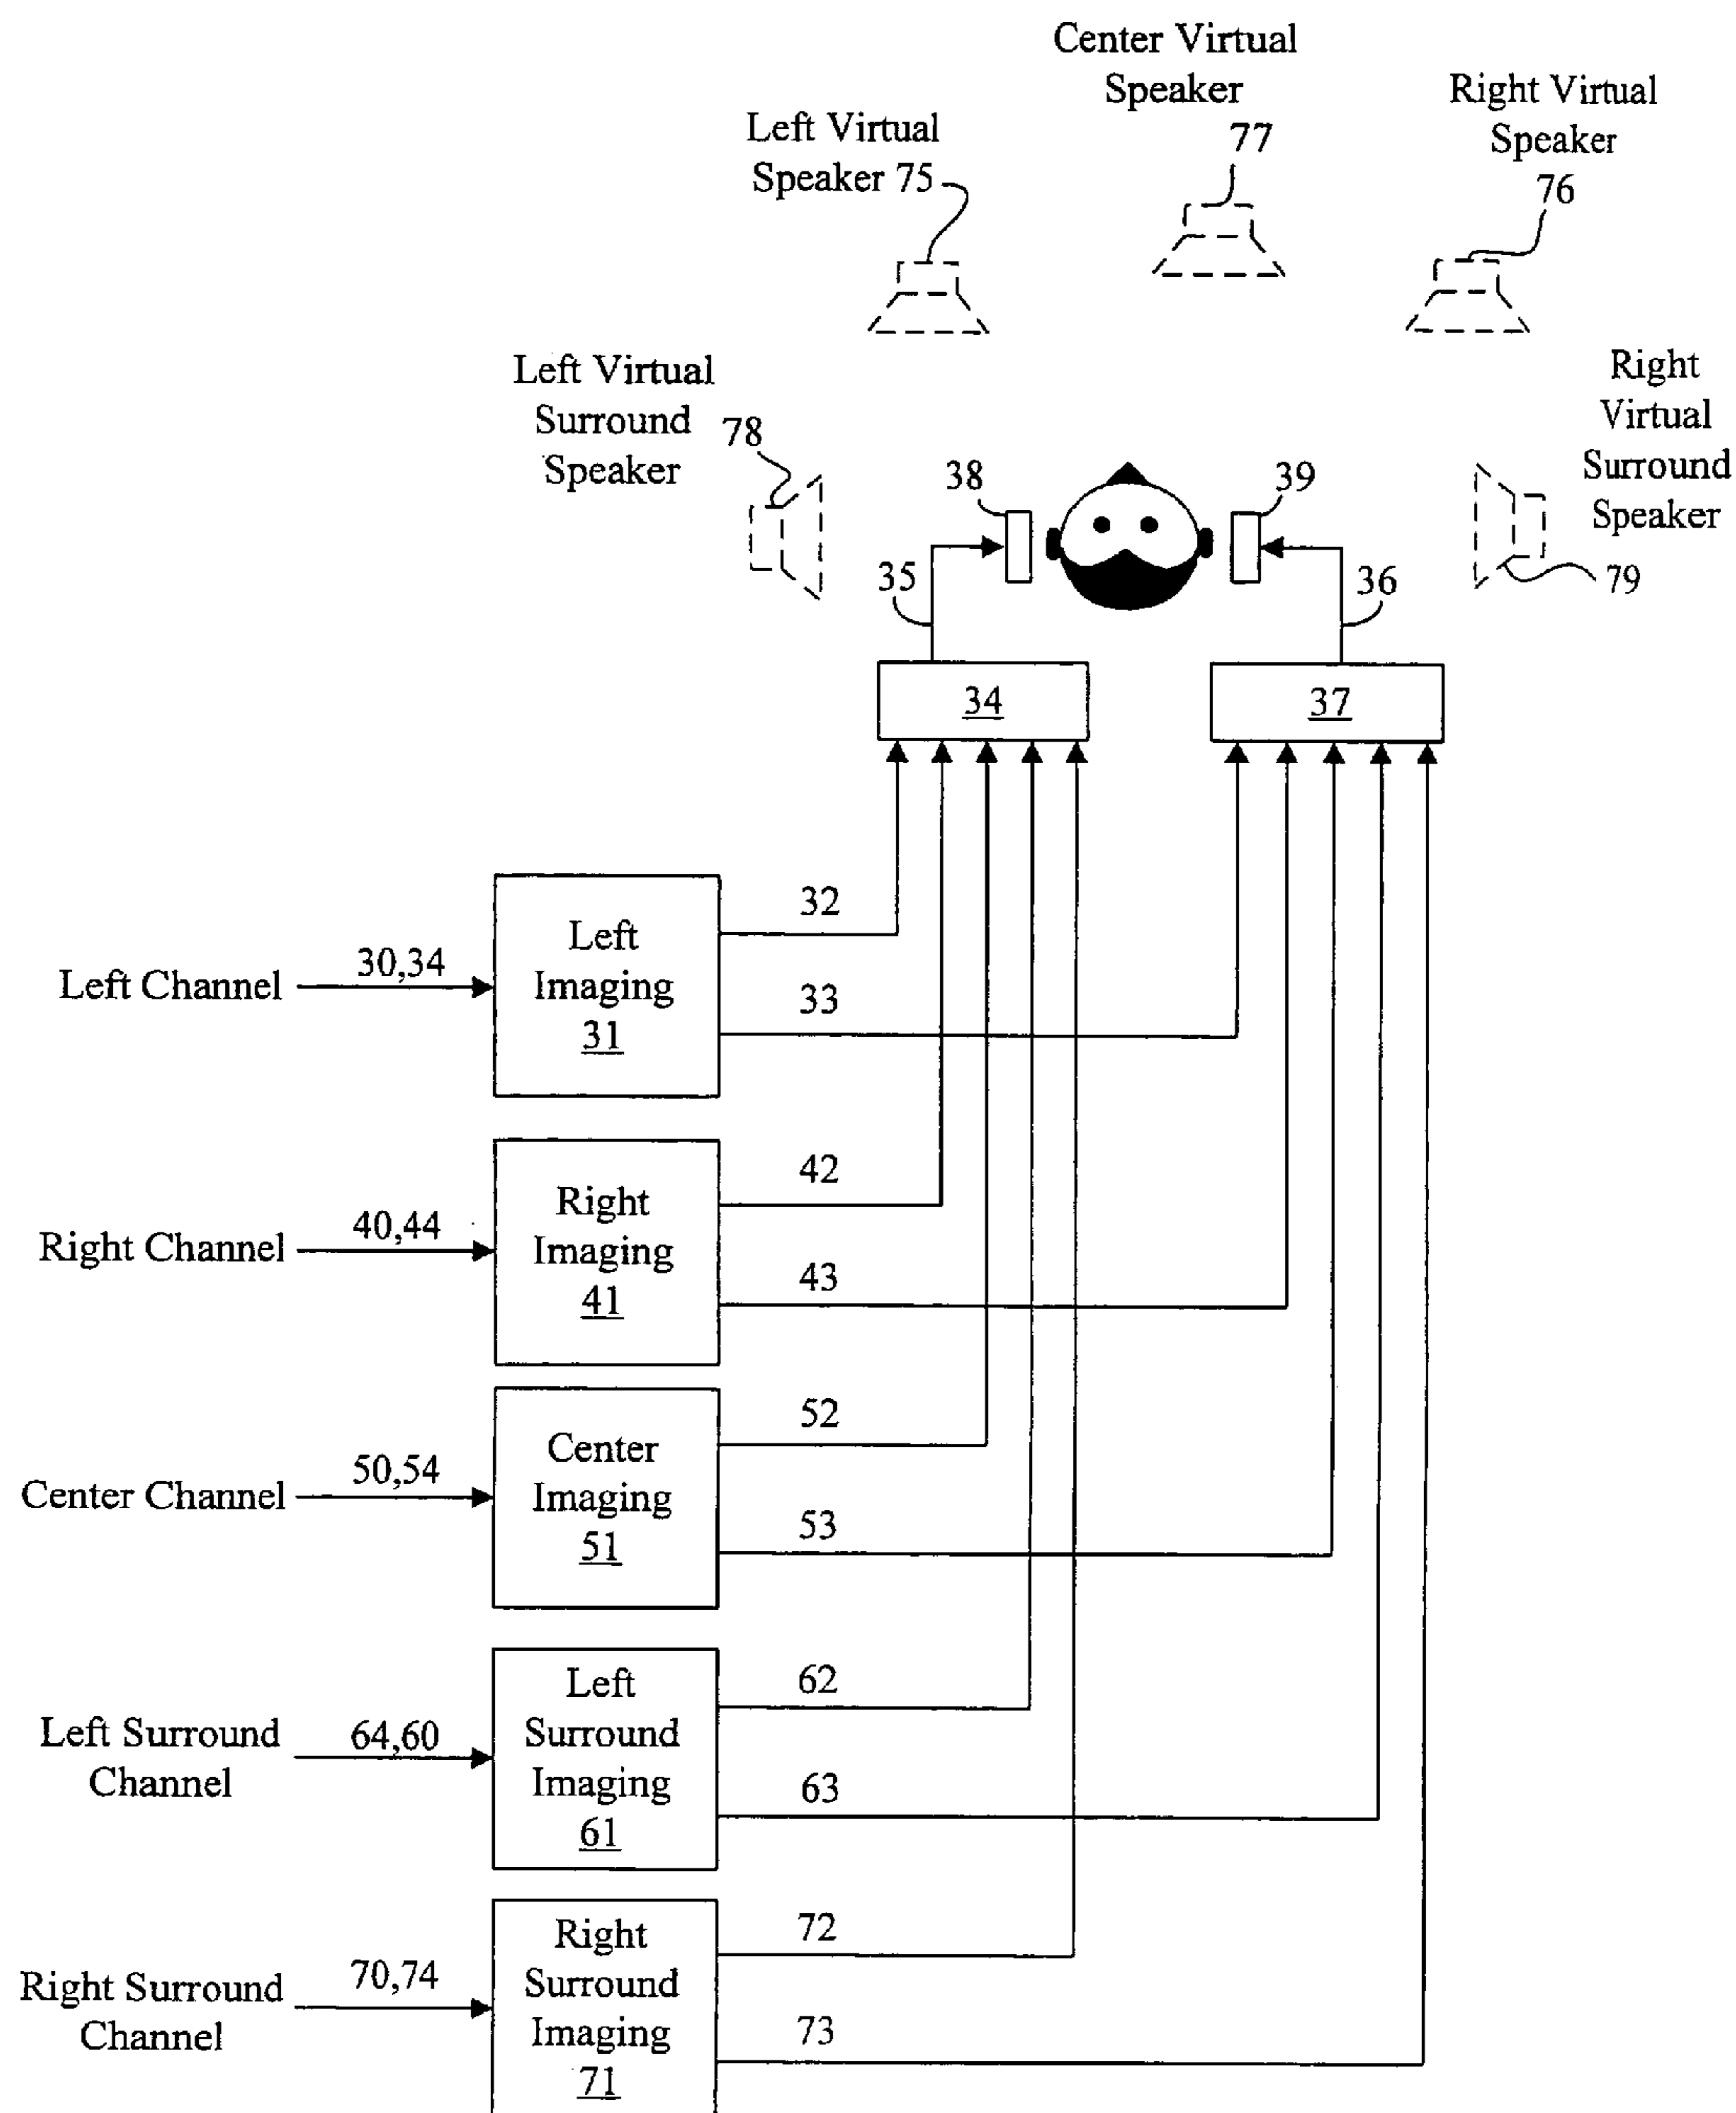 Center Virtual
Speaker
77
Right Virtual
Speaker
76
Left Virtual
Speaker 75
Left Virtual
Surround
Speaker
78
Right
Virtual
Surround
Speaker
79
38
39
35
36
34
37
Left Channel
30,34
Left
Imaging
31
32
33
Right Channel
40,44
Right
Imaging
41
42
43
Center Channel
50,54
Center
Imaging
51
52
53
Left Surround
Channel
64,60
Left
Surround
Imaging
61
62
63
Right Surround
Channel
70,74
Right
Surround
Imaging
71
72
73